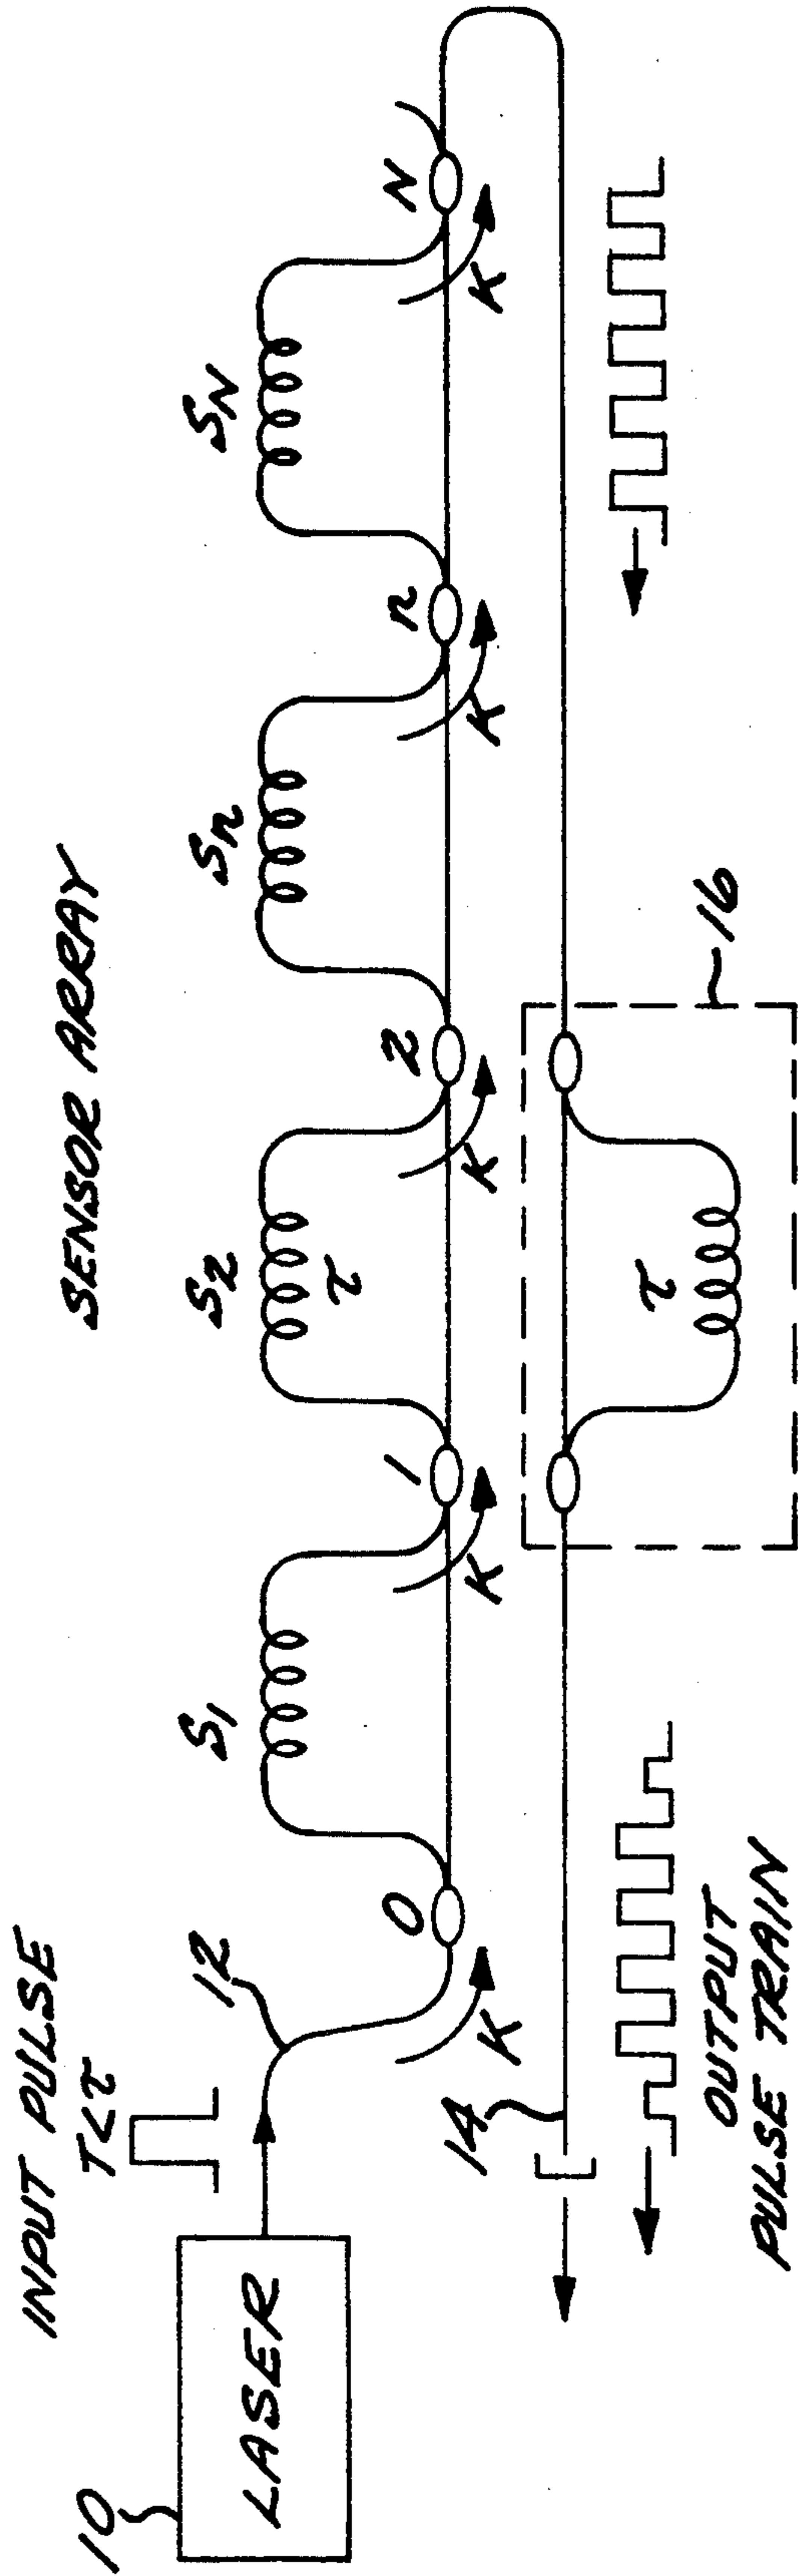 SENSOR ARRAY
INPUT PULSE
T<τ
10
LASER
12
S1
S2
Sn
SN
τ
0
1
2
n
N
K
K
K
K
K
14
τ
16
OUTPUT
PULSE TRAIN